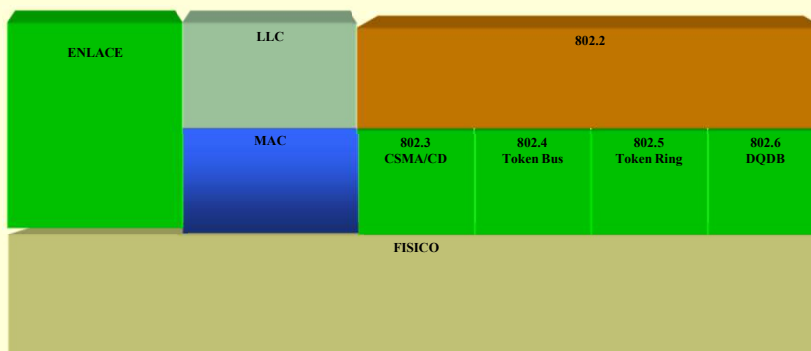 ENLACE
LLC
802.2
MAC
802.3
CSMA/CD
802.4
Token Bus
802.5
Token Ring
802.6
DQDB
FISICO